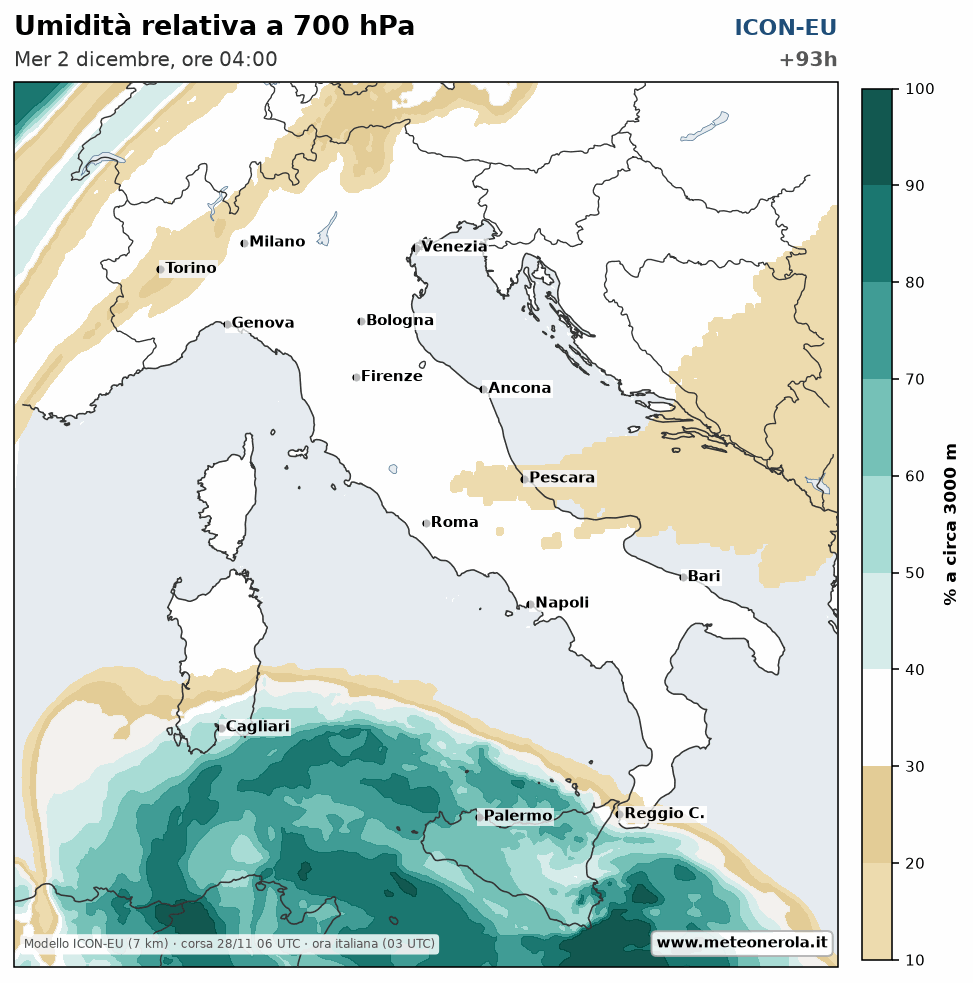 Umidità relativa a 700 hPa
ICON-EU
Mer 2 dicembre, ore 04:00
+93h
100
90
80
70
60
50
40
30
20
10
% a circa 3000 m
Milano
Venezia
Torino
Genova
Bologna
Firenze
Ancona
Pescara
Roma
Bari
Napoli
Cagliari
Palermo
Reggio C.
Modello ICON-EU (7 km) · corsa 28/11 06 UTC · ora italiana (03 UTC)
www.meteonerola.it